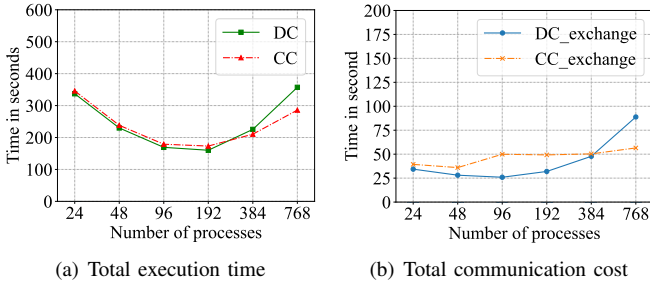 600
500
400
300
200
100
0
Time in seconds
DC
CC
24 48 96 192 384 768
Number of processes
(a) Total execution time
200
175
150
125
100
75
50
25
0
Time in second
DC_exchange
CC_exchange
24 48 96 192 384 768
Number of processes
(b) Total communication cost